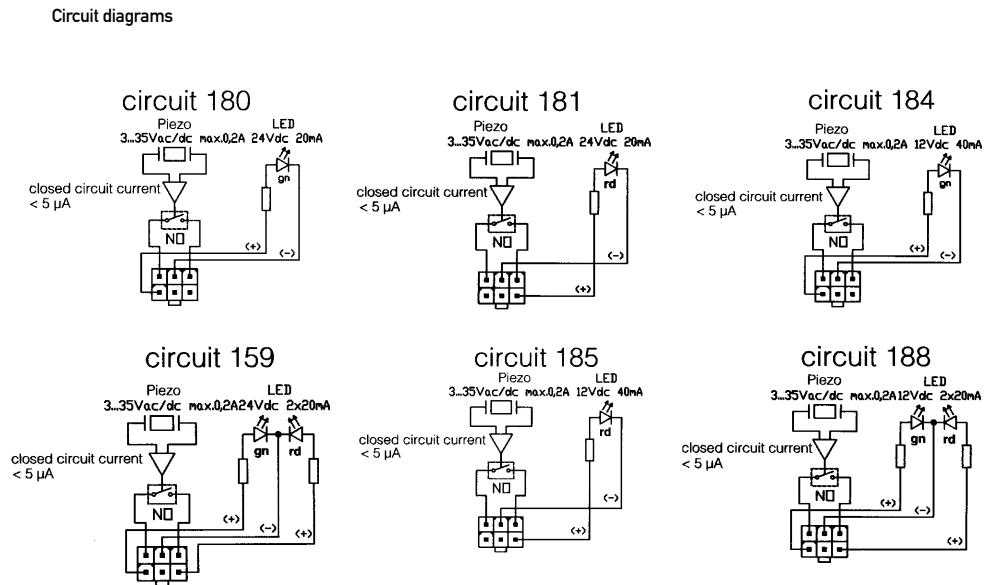 Circuit diagrams
circuit 180
Piezo LED
3...35Vac/dc max.0,2A 24Vdc 20mA
gn
closed circuit current
< 5 µA
NO
(+)
(-)
circuit 181
Piezo LED
3...35Vac/dc max.0,2A 24Vdc 20mA
rd
closed circuit current
< 5 µA
NO
(-)
(+)
circuit 184
Piezo LED
3...35Vac/dc max.0,2A 12Vdc 40mA
gn
closed circuit current
< 5 µA
NO
(+)
(-)
circuit 159
Piezo LED
3...35Vac/dc max.0,2A24Vdc 2x20mA
gn rd
closed circuit current
< 5 µA
NO
(+)
(-)
(+)
circuit 185
Piezo LED
3...35Vac/dc max.0,2A 12Vdc 40mA
rd
closed circuit current
< 5 µA
NO
(-)
(+)
circuit 188
Piezo LED
3...35Vac/dc max.0,2A12Vdc 2x20mA
gn rd
closed circuit current
< 5 µA
NO
(+)
(-)
(+)